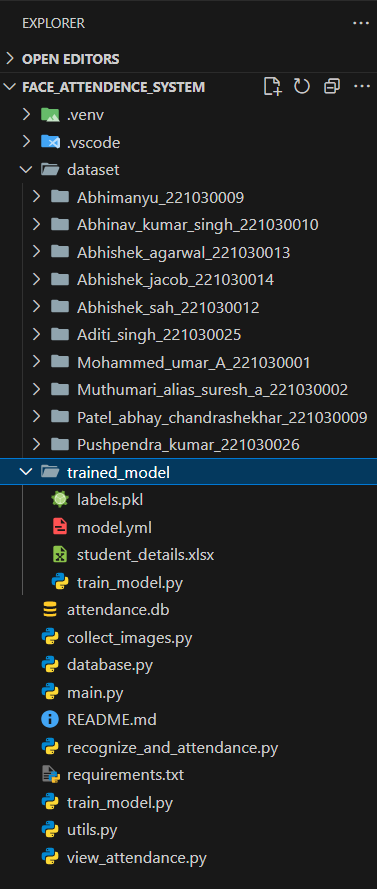 EXPLORER
OPEN EDITORS
FACE_ATTENDENCE_SYSTEM
.venv
.vscode
dataset
Abhimanyu_221030009
Abhinav_kumar_singh_221030010
Abhishek_agarwal_221030013
Abhishek_jacob_221030014
Abhishek_sah_221030012
Aditi_singh_221030025
Mohammed_umar_A_221030001
Muthumari_alias_suresh_a_221030002
Patel_abhay_chandrashekhar_221030009
Pushpendra_kumar_221030026
trained_model
labels.pkl
model.yml
student_details.xlsx
train_model.py
attendance.db
collect_images.py
database.py
main.py
README.md
recognize_and_attendance.py
requirements.txt
train_model.py
utils.py
view_attendance.py